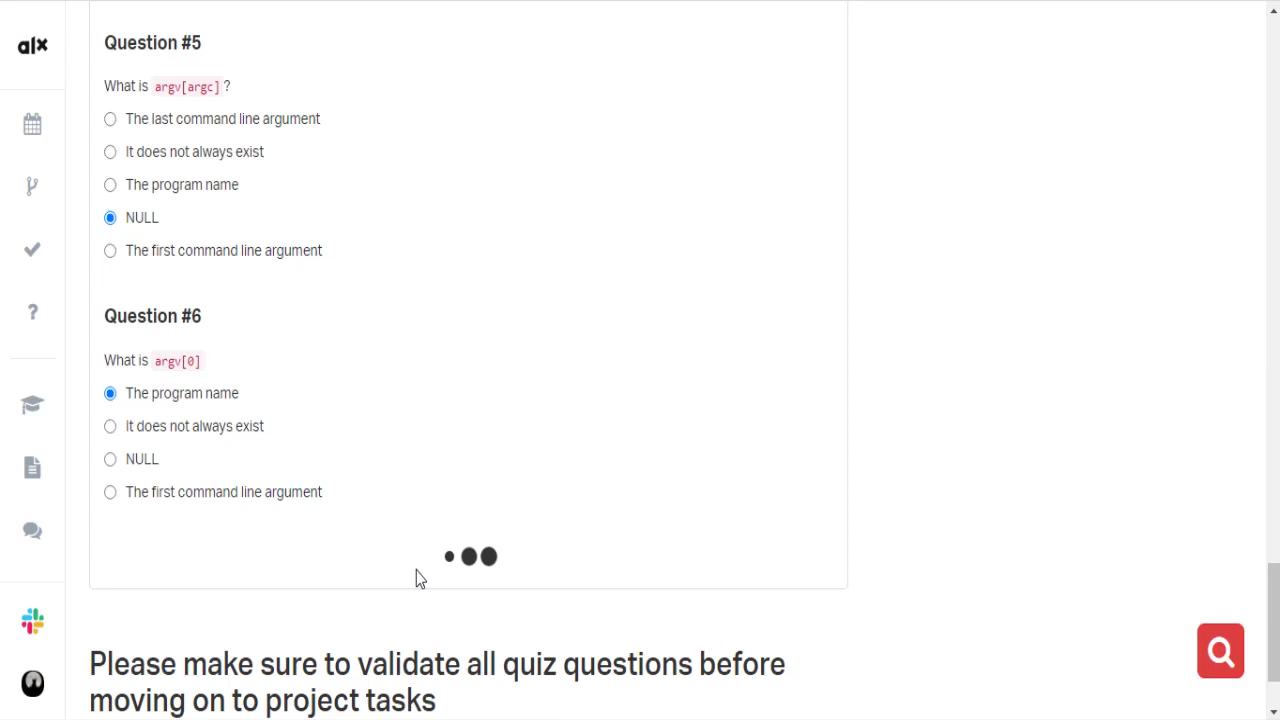 alx
Question #5
What is argv[argc] ?
The last command line argument
It does not always exist
The program name
NULL
The first command line argument
Question #6
What is argv[0]
The program name
It does not always exist
NULL
The first command line argument
Please make sure to validate all quiz questions before
moving on to project tasks